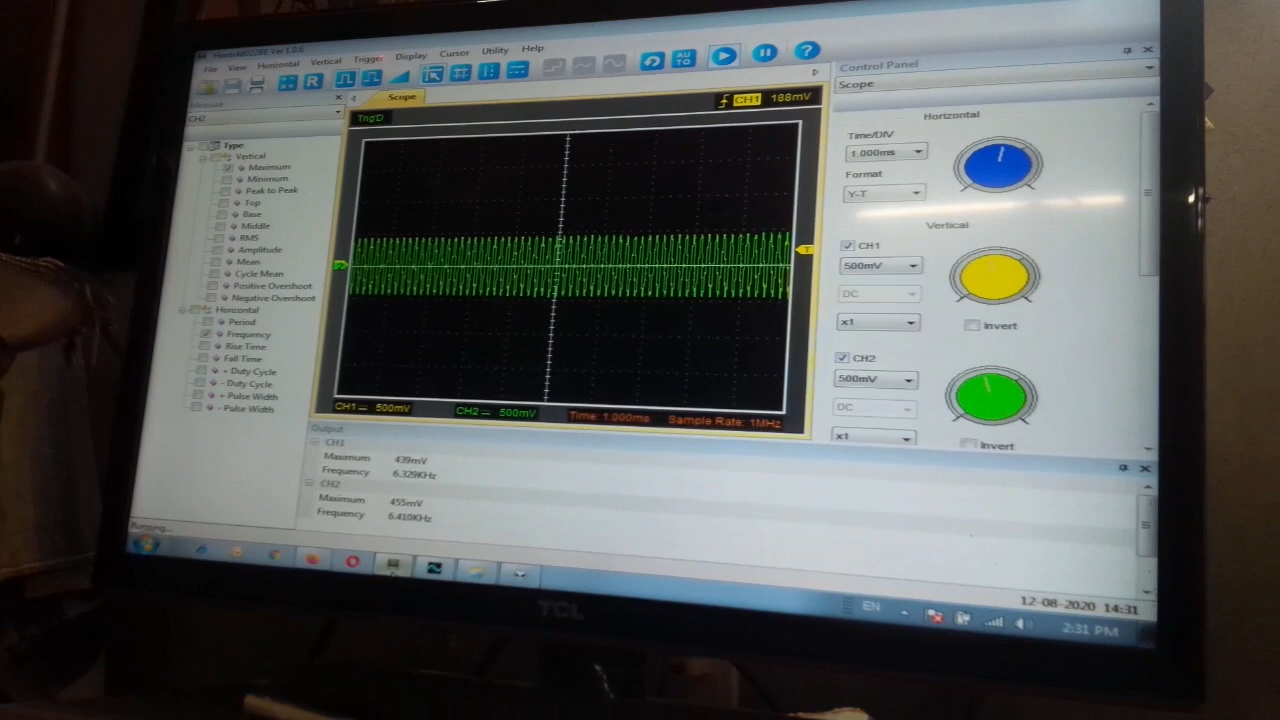 Hantek6022BE Ver 1.0.6
File View Horizontal Vertical Trigger Display Cursor Utility Help
Measure
CH2
Type
Vertical
Maximum
Minimum
Peak to Peak
Top
Base
Middle
RMS
Amplitude
Mean
Cycle Mean
Positive Overshoot
Negative Overshoot
Horizontal
Period
Frequency
Rise Time
Fall Time
+ Duty Cycle
- Duty Cycle
+ Pulse Width
- Pulse Width
Running...
R
AU TO
?
Scope
Trig'D
CH1 188mV
T
CH1 500mV
CH2 500mV
Time: 1.000ms
Sample Rate: 1MHz
Output
CH1
Maximum 439mV
Frequency 6.329KHz
CH2
Maximum 455mV
Frequency 6.410KHz
Control Panel
Scope
Horizontal
Time/DIV
1.000ms
Format
Y-T
Vertical
CH1
500mV
DC
x1
Invert
CH2
500mV
DC
x1
Invert
12-08-2020 14:31
EN
2:31 PM
TCL